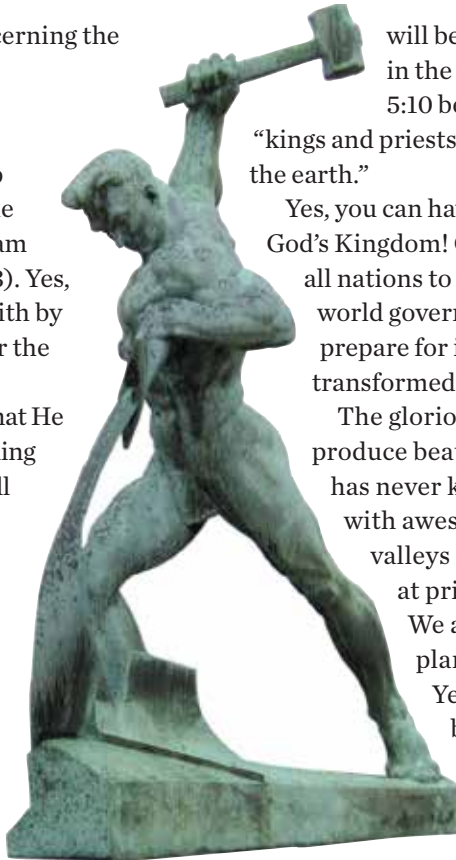 cerning the
am
3). Yes,
ith by
r the
hat He
ing
ll
will be
in the
5:10 be
“kings and priests
the earth.”
Yes, you can hav
God’s Kingdom! G
all nations to
world govern
prepare for i
transformed
The glorio
produce beau
has never k
with awes
valleys
at pri
We a
plan
Ye
b